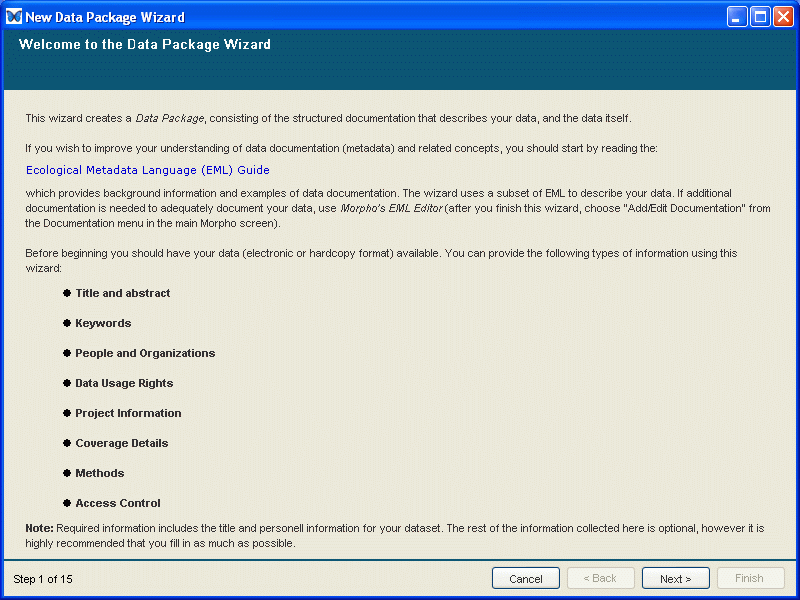 New Data Package Wizard
Welcome to the Data Package Wizard
This wizard creates a Data Package, consisting of the structured documentation that describes your data, and the data itself.
If you wish to improve your understanding of data documentation (metadata) and related concepts, you should start by reading the:
Ecological Metadata Language (EML) Guide
which provides background information and examples of data documentation. The wizard uses a subset of EML to describe your data. If additional
documentation is needed to adequately document your data, use Morpho's EML Editor (after you finish this wizard, choose "Add/Edit Documentation" from
the Documentation menu in the main Morpho screen).
Before beginning you should have your data (electronic or hardcopy format) available. You can provide the following types of information using this
wizard:
● Title and abstract
● Keywords
● People and Organizations
● Data Usage Rights
● Project Information
● Coverage Details
● Methods
● Access Control
Note: Required information includes the title and personell information for your dataset. The rest of the information collected here is optional, however it is
highly recommended that you fill in as much as possible.
Step 1 of 15
Cancel
< Back
Next >
Finish